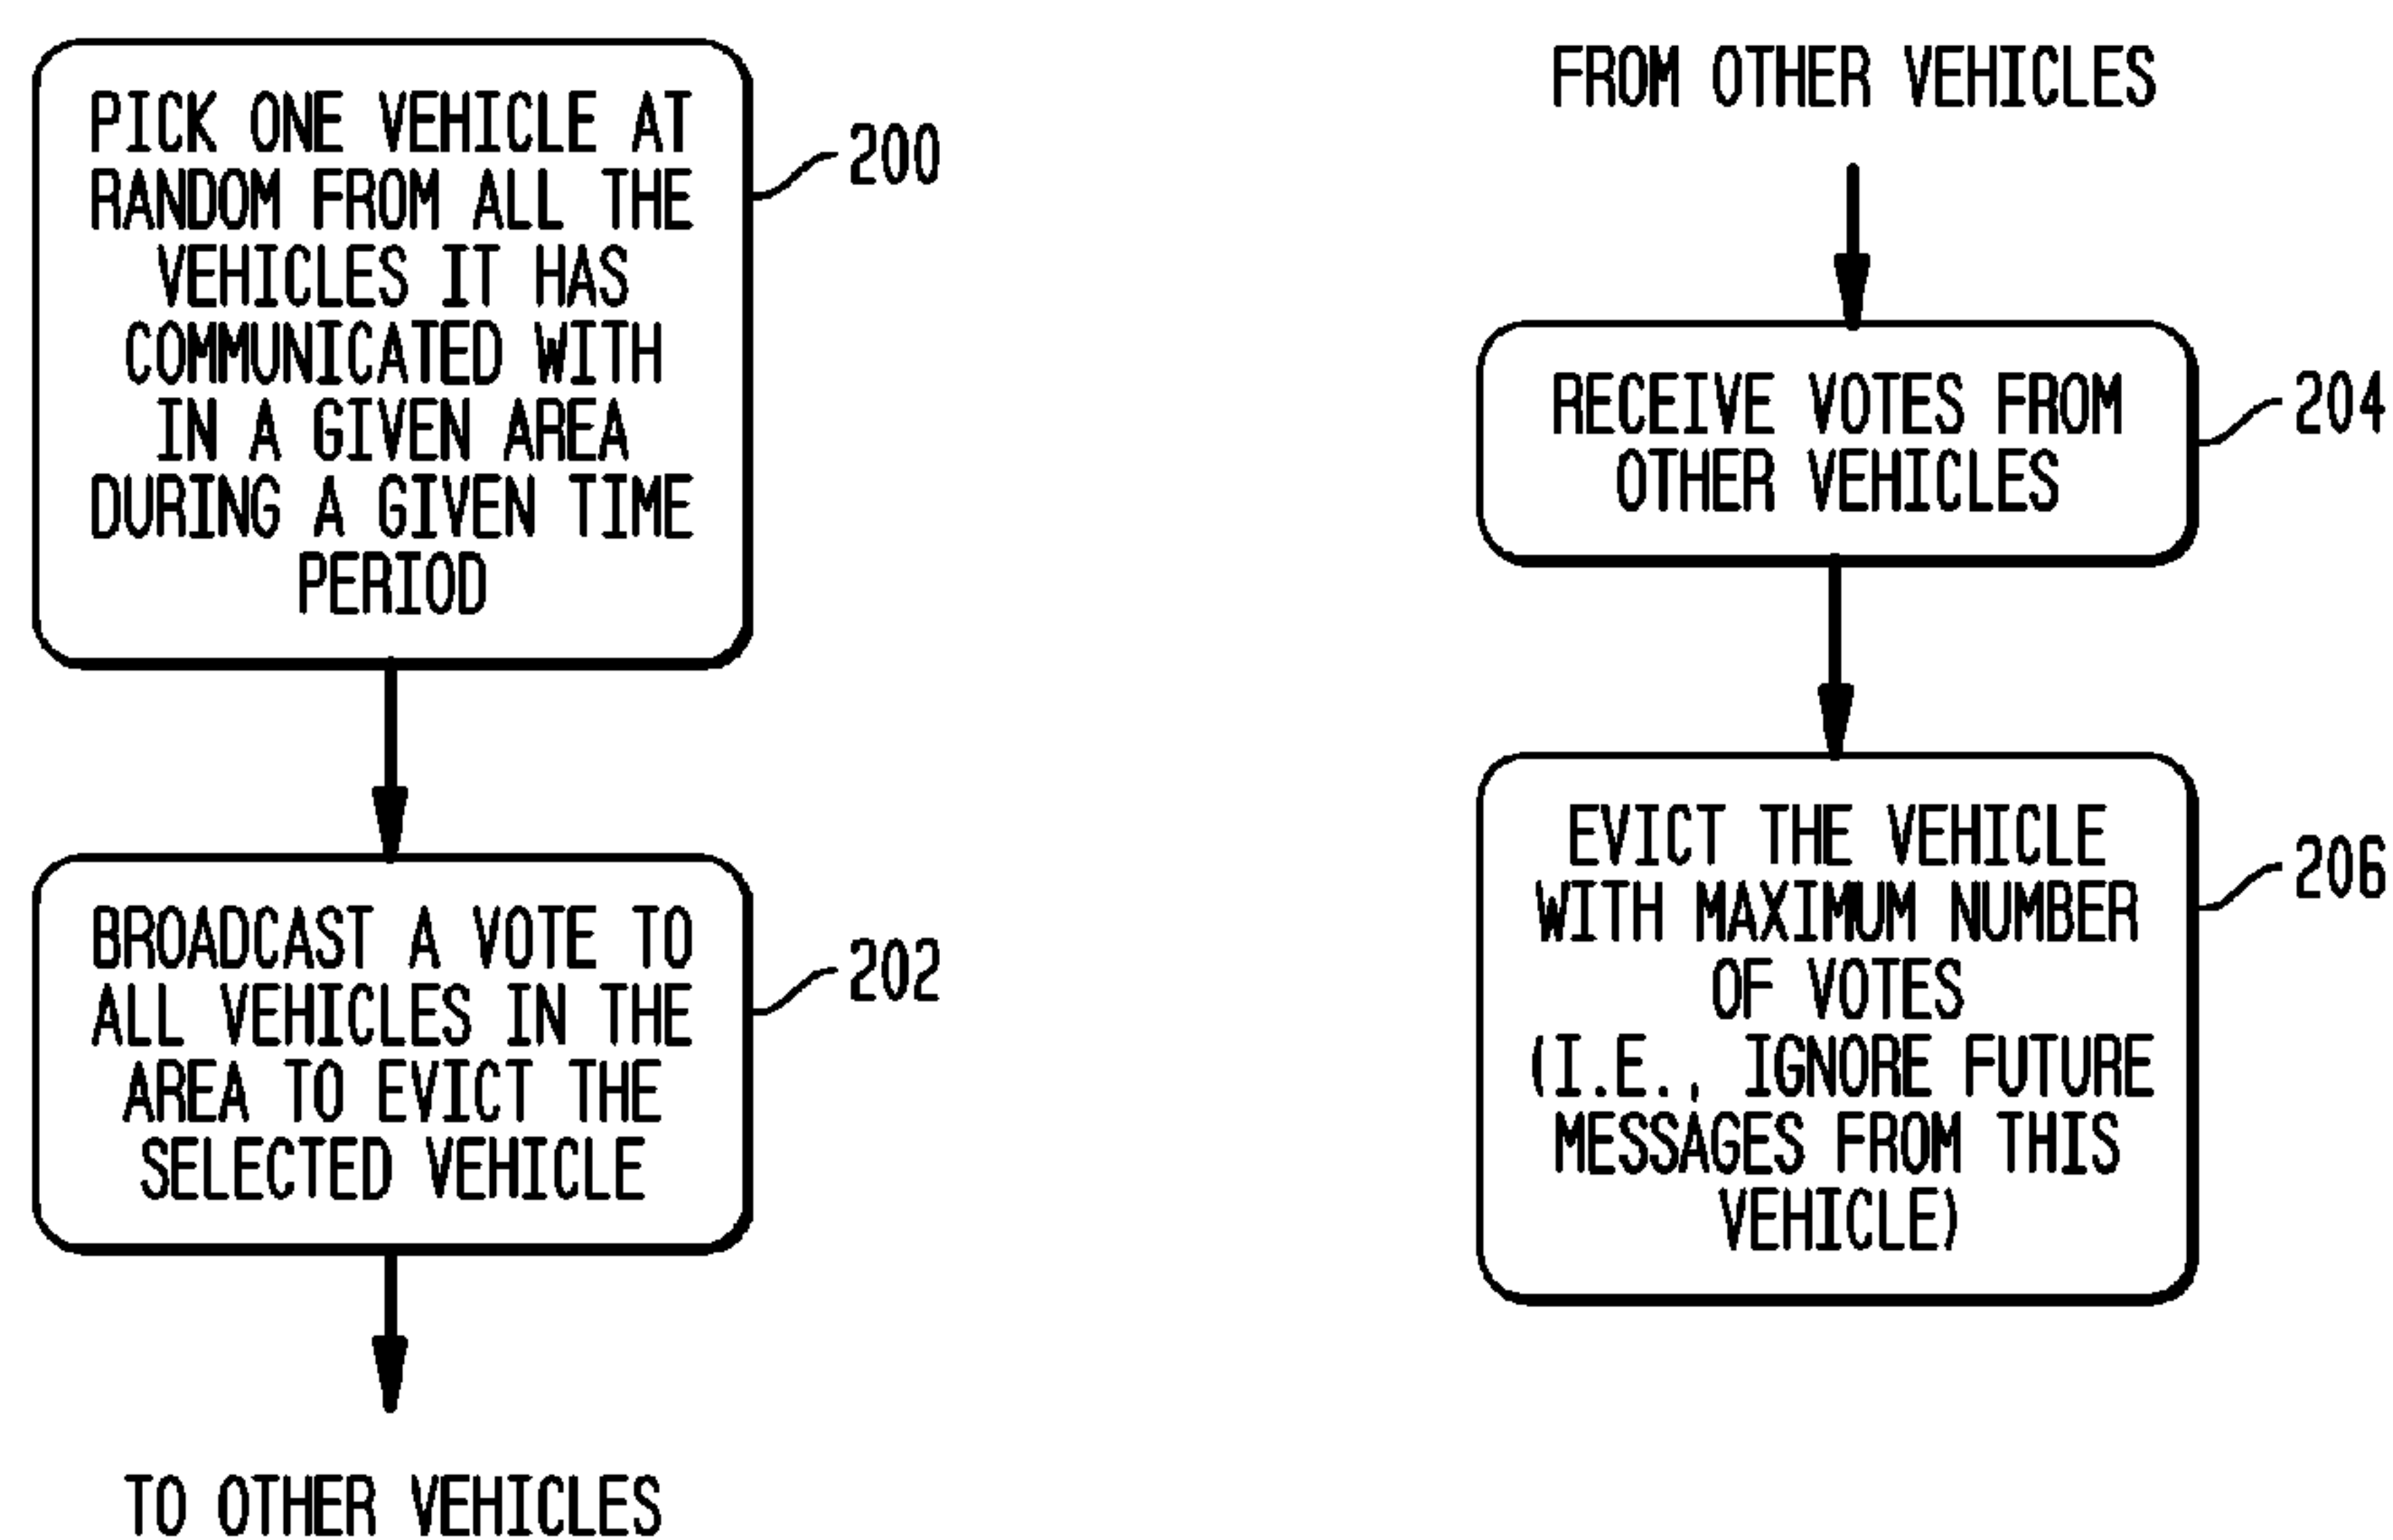 PICK ONE VEHICLE AT
RANDOM FROM ALL THE
VEHICLES IT HAS
COMMUNICATED WITH
IN A GIVEN AREA
DURING A GIVEN TIME
PERIOD
200
BROADCAST A VOTE TO
ALL VEHICLES IN THE
AREA TO EVICT THE
SELECTED VEHICLE
202
TO OTHER VEHICLES
FROM OTHER VEHICLES
RECEIVE VOTES FROM
OTHER VEHICLES
204
EVICT THE VEHICLE
WITH MAXIMUM NUMBER
OF VOTES
(I.E., IGNORE FUTURE
MESSAGES FROM THIS
VEHICLE)
206